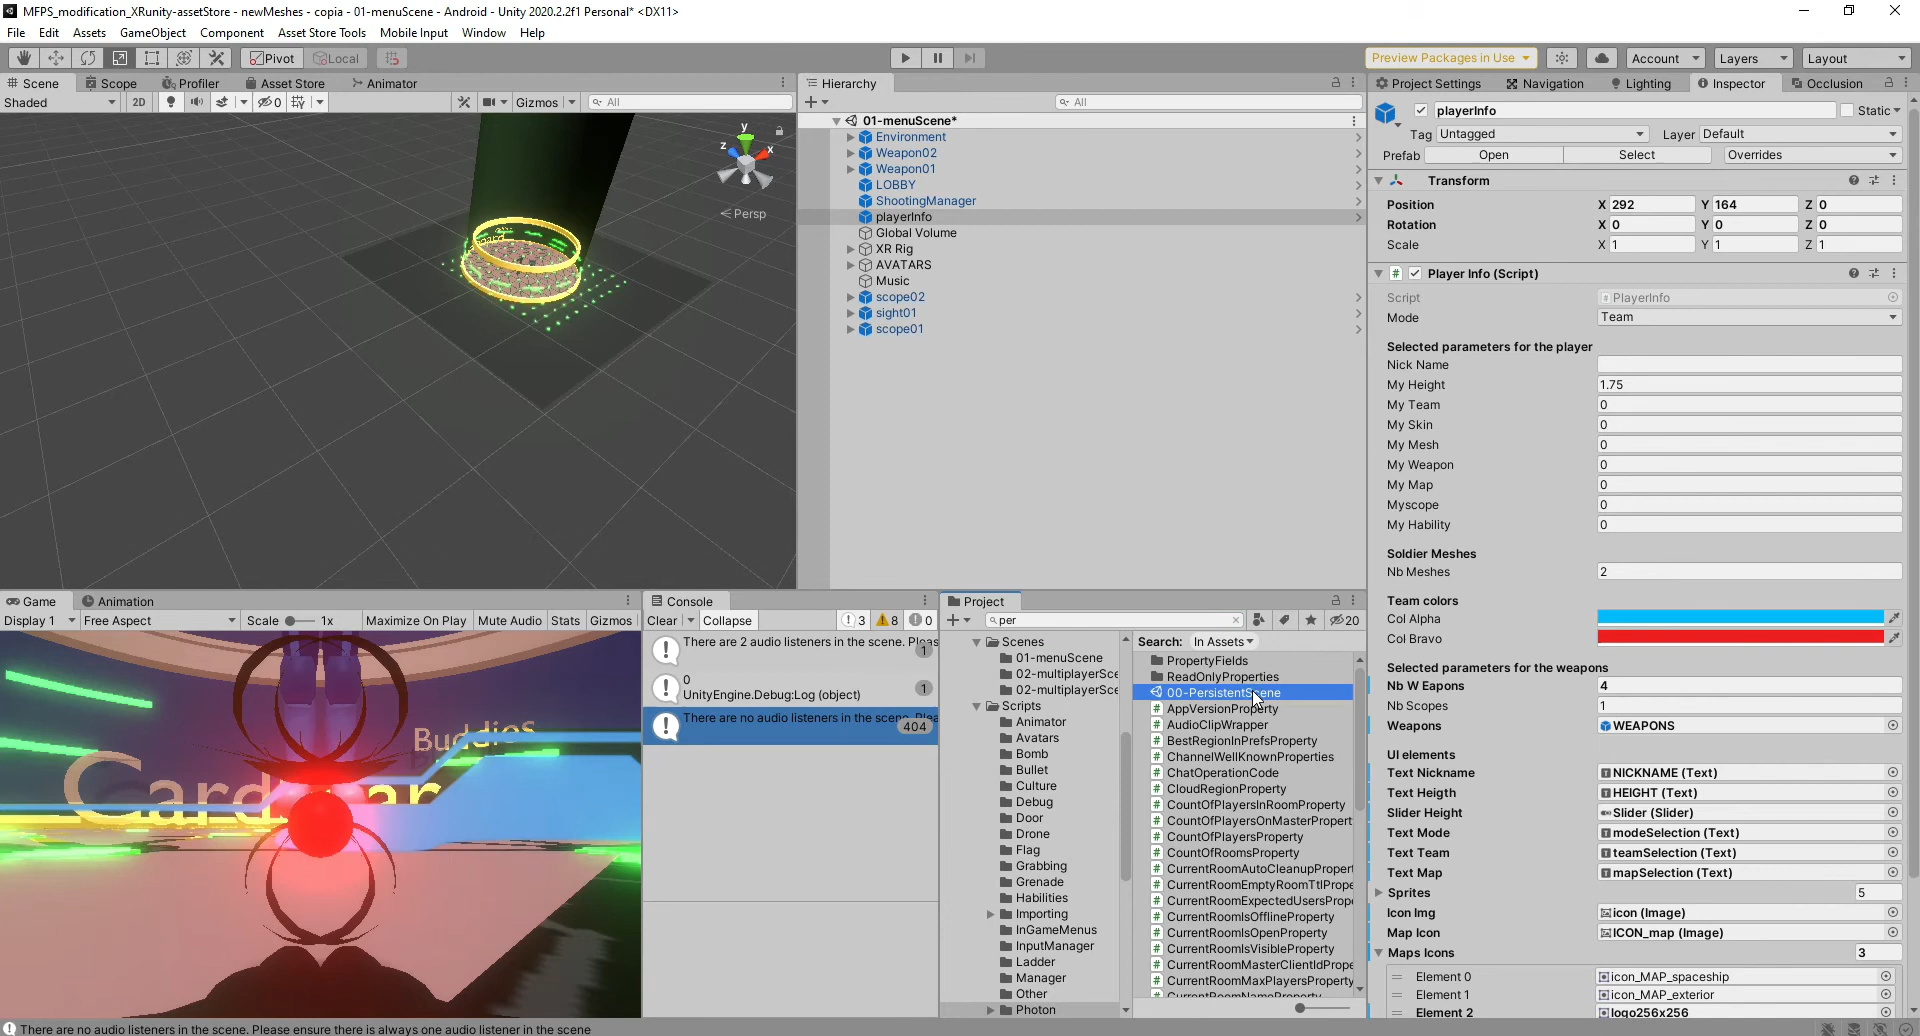 MFPS_modification_XRunity-assetStore - newMeshes - copia - 01-menuScene - Android - Unity 2020.2.2f1 Personal* <DX11>
File Edit Assets GameObject Component Asset Store Tools Mobile Input Window Help
Pivot Local Preview Packages in Use Account Layers Layout
Scene Scope Profiler Asset Store Animator
Shaded 2D 0 Gizmos All
y
z x
Persp
Hierarchy
All
01-menuScene*
Environment
Weapon02
Weapon01
LOBBY
ShootingManager
playerInfo
Global Volume
XR Rig
AVATARS
Music
scope02
sight01
scope01
Game Animation
Display 1 Free Aspect Scale 1x Maximize On Play Mute Audio Stats Gizmos
Buddies
Console
Clear Collapse 3 8 0
There are 2 audio listeners in the scene. Pleas
1
0
UnityEngine.Debug:Log (object) 1
There are no audio listeners in the scene. Plea
404
Project
per 20
Scenes
01-menuScene
02-multiplayerSce
02-multiplayerSce
Scripts
Animator
Avatars
Bomb
Bullet
Culture
Debug
Door
Drone
Flag
Grabbing
Grenade
Habilities
Importing
InGameMenus
InputManager
Ladder
Manager
Other
Photon
Search: In Assets
PropertyFields
ReadOnlyProperties
00-PersistentScene
AppVersionProperty
AudioClipWrapper
BestRegionInPrefsProperty
ChannelWellKnownProperties
ChatOperationCode
CloudRegionProperty
CountOfPlayersInRoomProperty
CountOfPlayersOnMasterPropert
CountOfPlayersProperty
CountOfRoomsProperty
CurrentRoomAutoCleanupPropert
CurrentRoomEmptyRoomTtlPrope
CurrentRoomExpectedUsersPrope
CurrentRoomIsOfflineProperty
CurrentRoomIsOpenProperty
CurrentRoomIsVisibleProperty
CurrentRoomMasterClientIdPrope
CurrentRoomMaxPlayersProperty
CurrentRoomNameProperty
Project Settings Navigation Lighting Inspector Occlusion
playerInfo Static
Tag Untagged Layer Default
Prefab Open Select Overrides
Transform
Position X 292 Y 164 Z 0
Rotation X 0 Y 0 Z 0
Scale X 1 Y 1 Z 1
Player Info (Script)
Script PlayerInfo
Mode Team
Selected parameters for the player
Nick Name
My Height 1.75
My Team 0
My Skin 0
My Mesh 0
My Weapon 0
My Map 0
Myscope 0
My Hability 0
Soldier Meshes
Nb Meshes 2
Team colors
Col Alpha
Col Bravo
Selected parameters for the weapons
Nb W Eapons 4
Nb Scopes 1
Weapons WEAPONS
UI elements
Text Nickname NICKNAME (Text)
Text Heigth HEIGHT (Text)
Slider Height Slider (Slider)
Text Mode modeSelection (Text)
Text Team teamSelection (Text)
Text Map mapSelection (Text)
Sprites 5
Icon Img icon (Image)
Map Icon ICON_map (Image)
Maps Icons 3
Element 0 icon_MAP_spaceship
Element 1 icon_MAP_exterior
Element 2 logo256x256
There are no audio listeners in the scene. Please ensure there is always one audio listener in the scene